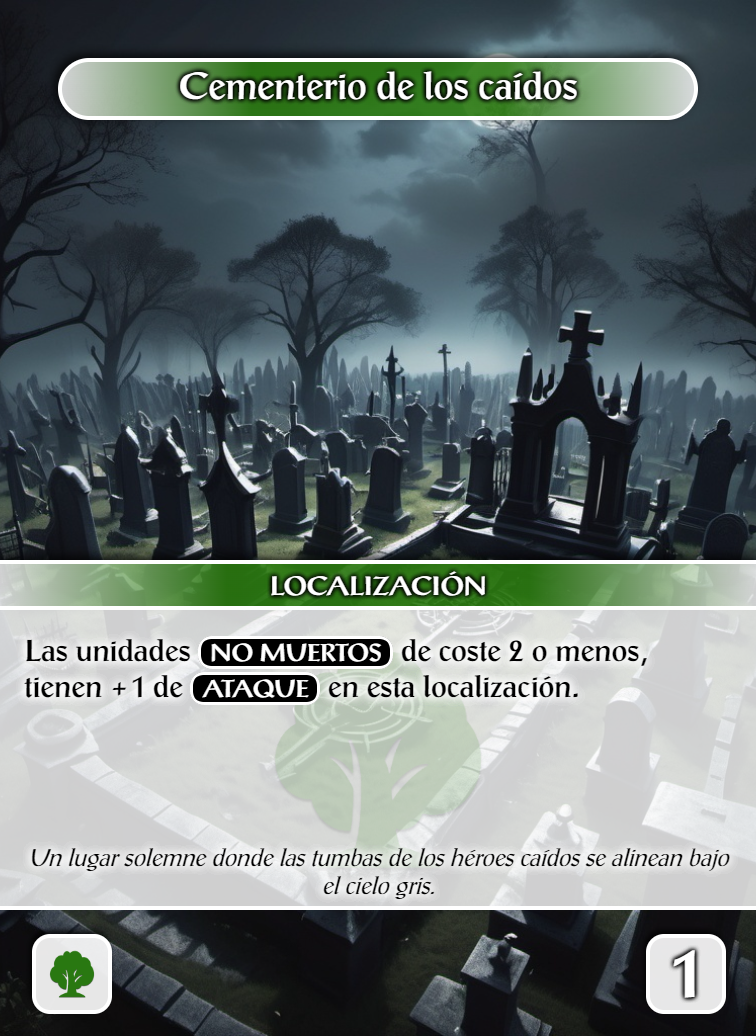 Cementerio de los caídos
LOCALIZACIÓN
Las unidades NO MUERTOS de coste 2 o menos,
tienen +1 de ATAQUE en esta localización.
Un lugar solemne donde las tumbas de los héroes caídos se alinean bajo
el cielo gris.
1